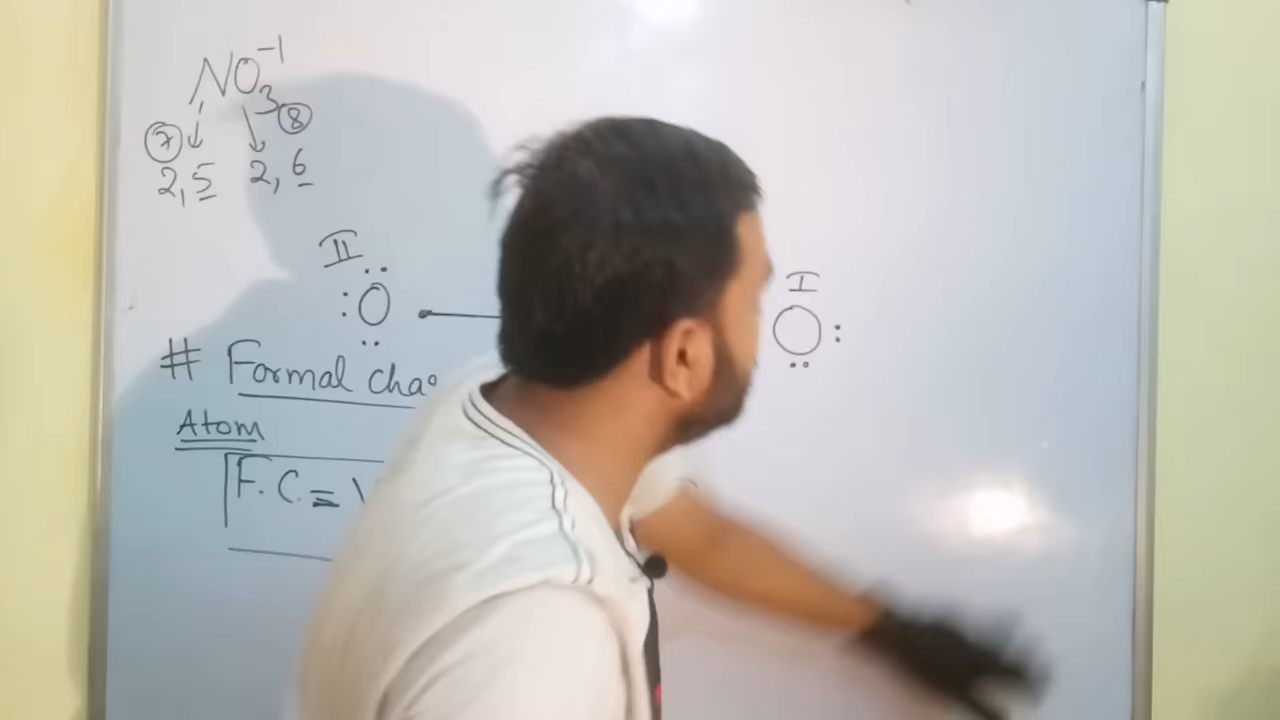 NO₃⁻¹
⑦ ⑧
2,5 2,6
II I
:O O:
# Formal cha
Atom
F.C. =